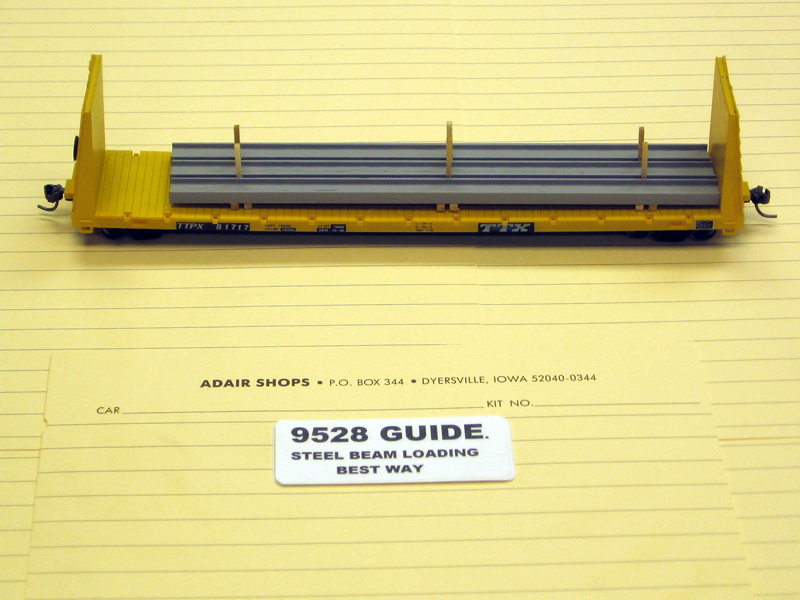 TTPX 81717
TTX
ADAIR SHOPS • P.O. BOX 344 • DYERSVILLE, IOWA 52040-0344
CAR KIT NO.
9528 GUIDE.
STEEL BEAM LOADING
BEST WAY